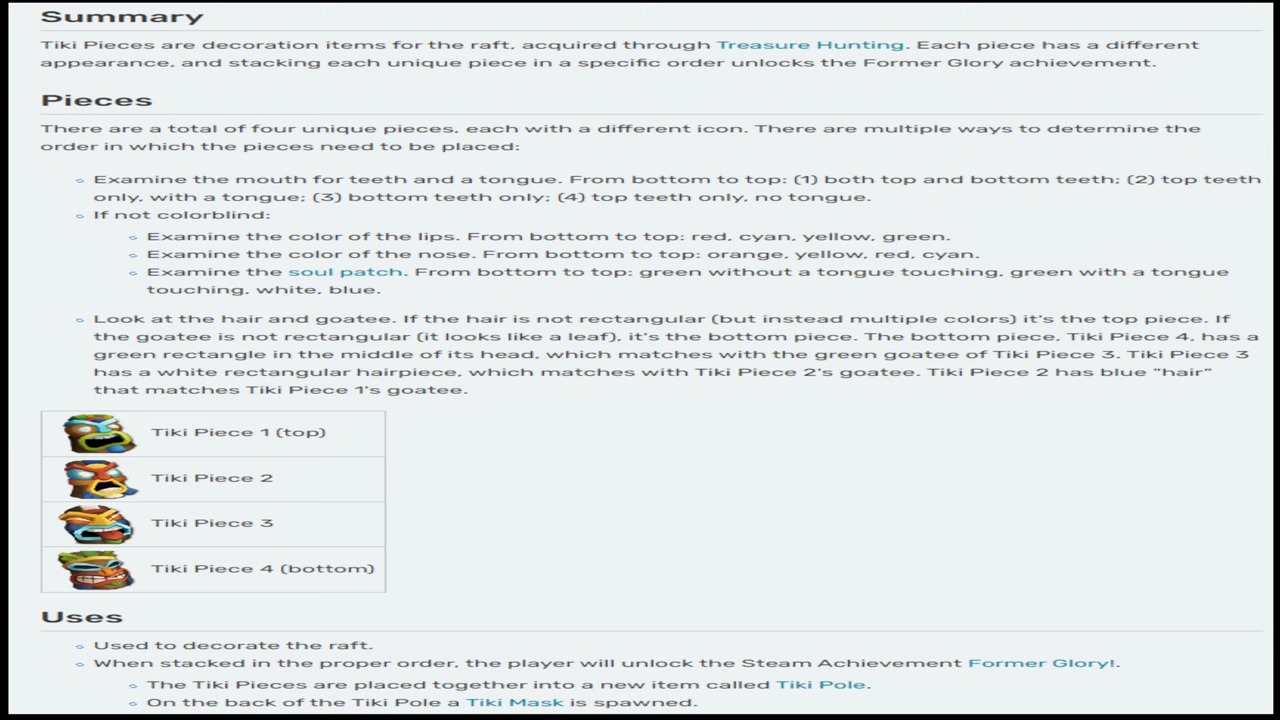 Summary
Tiki Pieces are decoration items for the raft, acquired through Treasure Hunting. Each piece has a different
appearance, and stacking each unique piece in a specific order unlocks the Former Glory achievement.
Pieces
There are a total of four unique pieces, each with a different icon. There are multiple ways to determine the
order in which the pieces need to be placed:
Examine the mouth for teeth and a tongue. From bottom to top: (1) both top and bottom teeth; (2) top teeth
only, with a tongue; (3) bottom teeth only; (4) top teeth only, no tongue.
If not colorblind:
Examine the color of the lips. From bottom to top: red, cyan, yellow, green.
Examine the color of the nose. From bottom to top: orange, yellow, red, cyan.
Examine the soul patch. From bottom to top: green without a tongue touching, green with a tongue
touching, white, blue.
Look at the hair and goatee. If the hair is not rectangular (but instead multiple colors) it's the top piece. If
the goatee is not rectangular (it looks like a leaf), it's the bottom piece. The bottom piece, Tiki Piece 4, has a
green rectangle in the middle of its head, which matches with the green goatee of Tiki Piece 3. Tiki Piece 3
has a white rectangular hairpiece, which matches with Tiki Piece 2's goatee. Tiki Piece 2 has blue "hair"
that matches Tiki Piece 1's goatee.
Tiki Piece 1 (top)
Tiki Piece 2
Tiki Piece 3
Tiki Piece 4 (bottom)
Uses
Used to decorate the raft.
When stacked in the proper order, the player will unlock the Steam Achievement Former Glory!.
The Tiki Pieces are placed together into a new item called Tiki Pole.
On the back of the Tiki Pole a Tiki Mask is spawned.